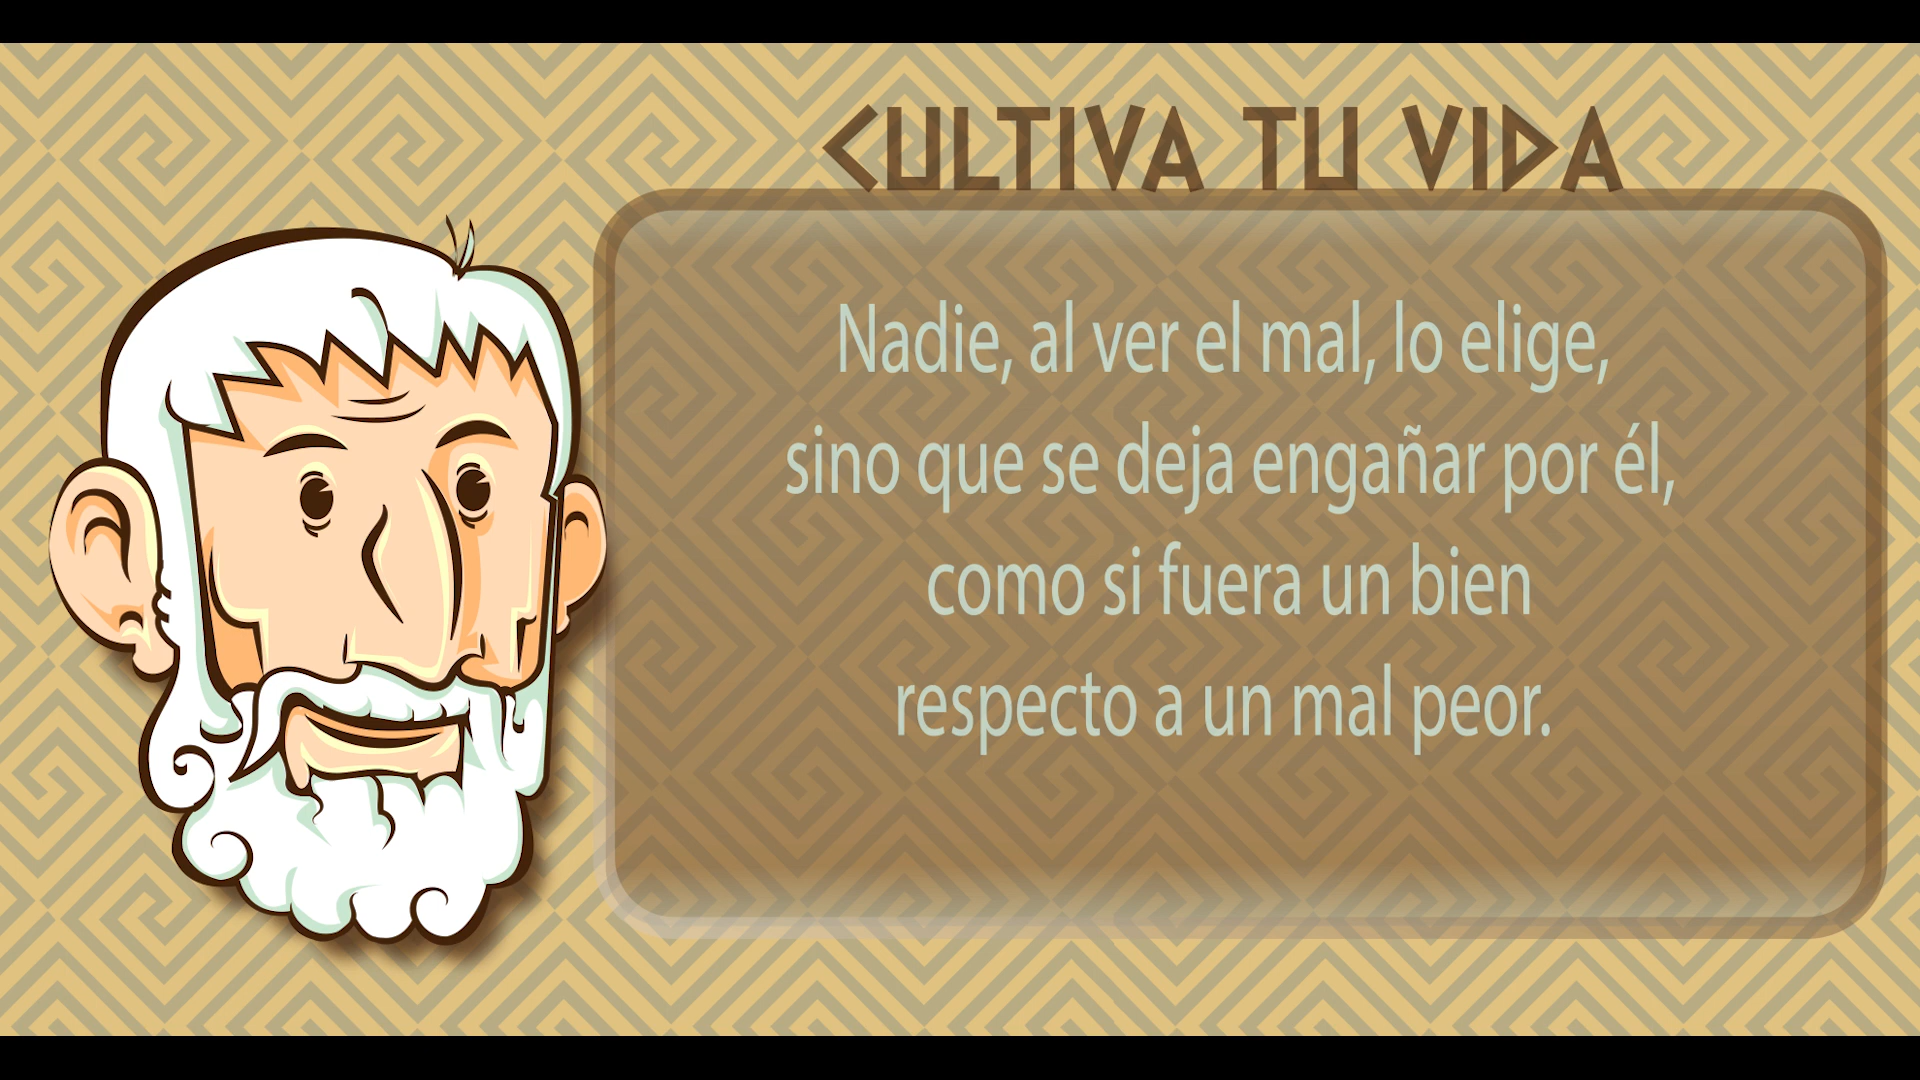 CULTIVA TU VIDA
Nadie, al ver el mal, lo elige,
sino que se deja engañar por él,
como si fuera un bien
respecto a un mal peor.